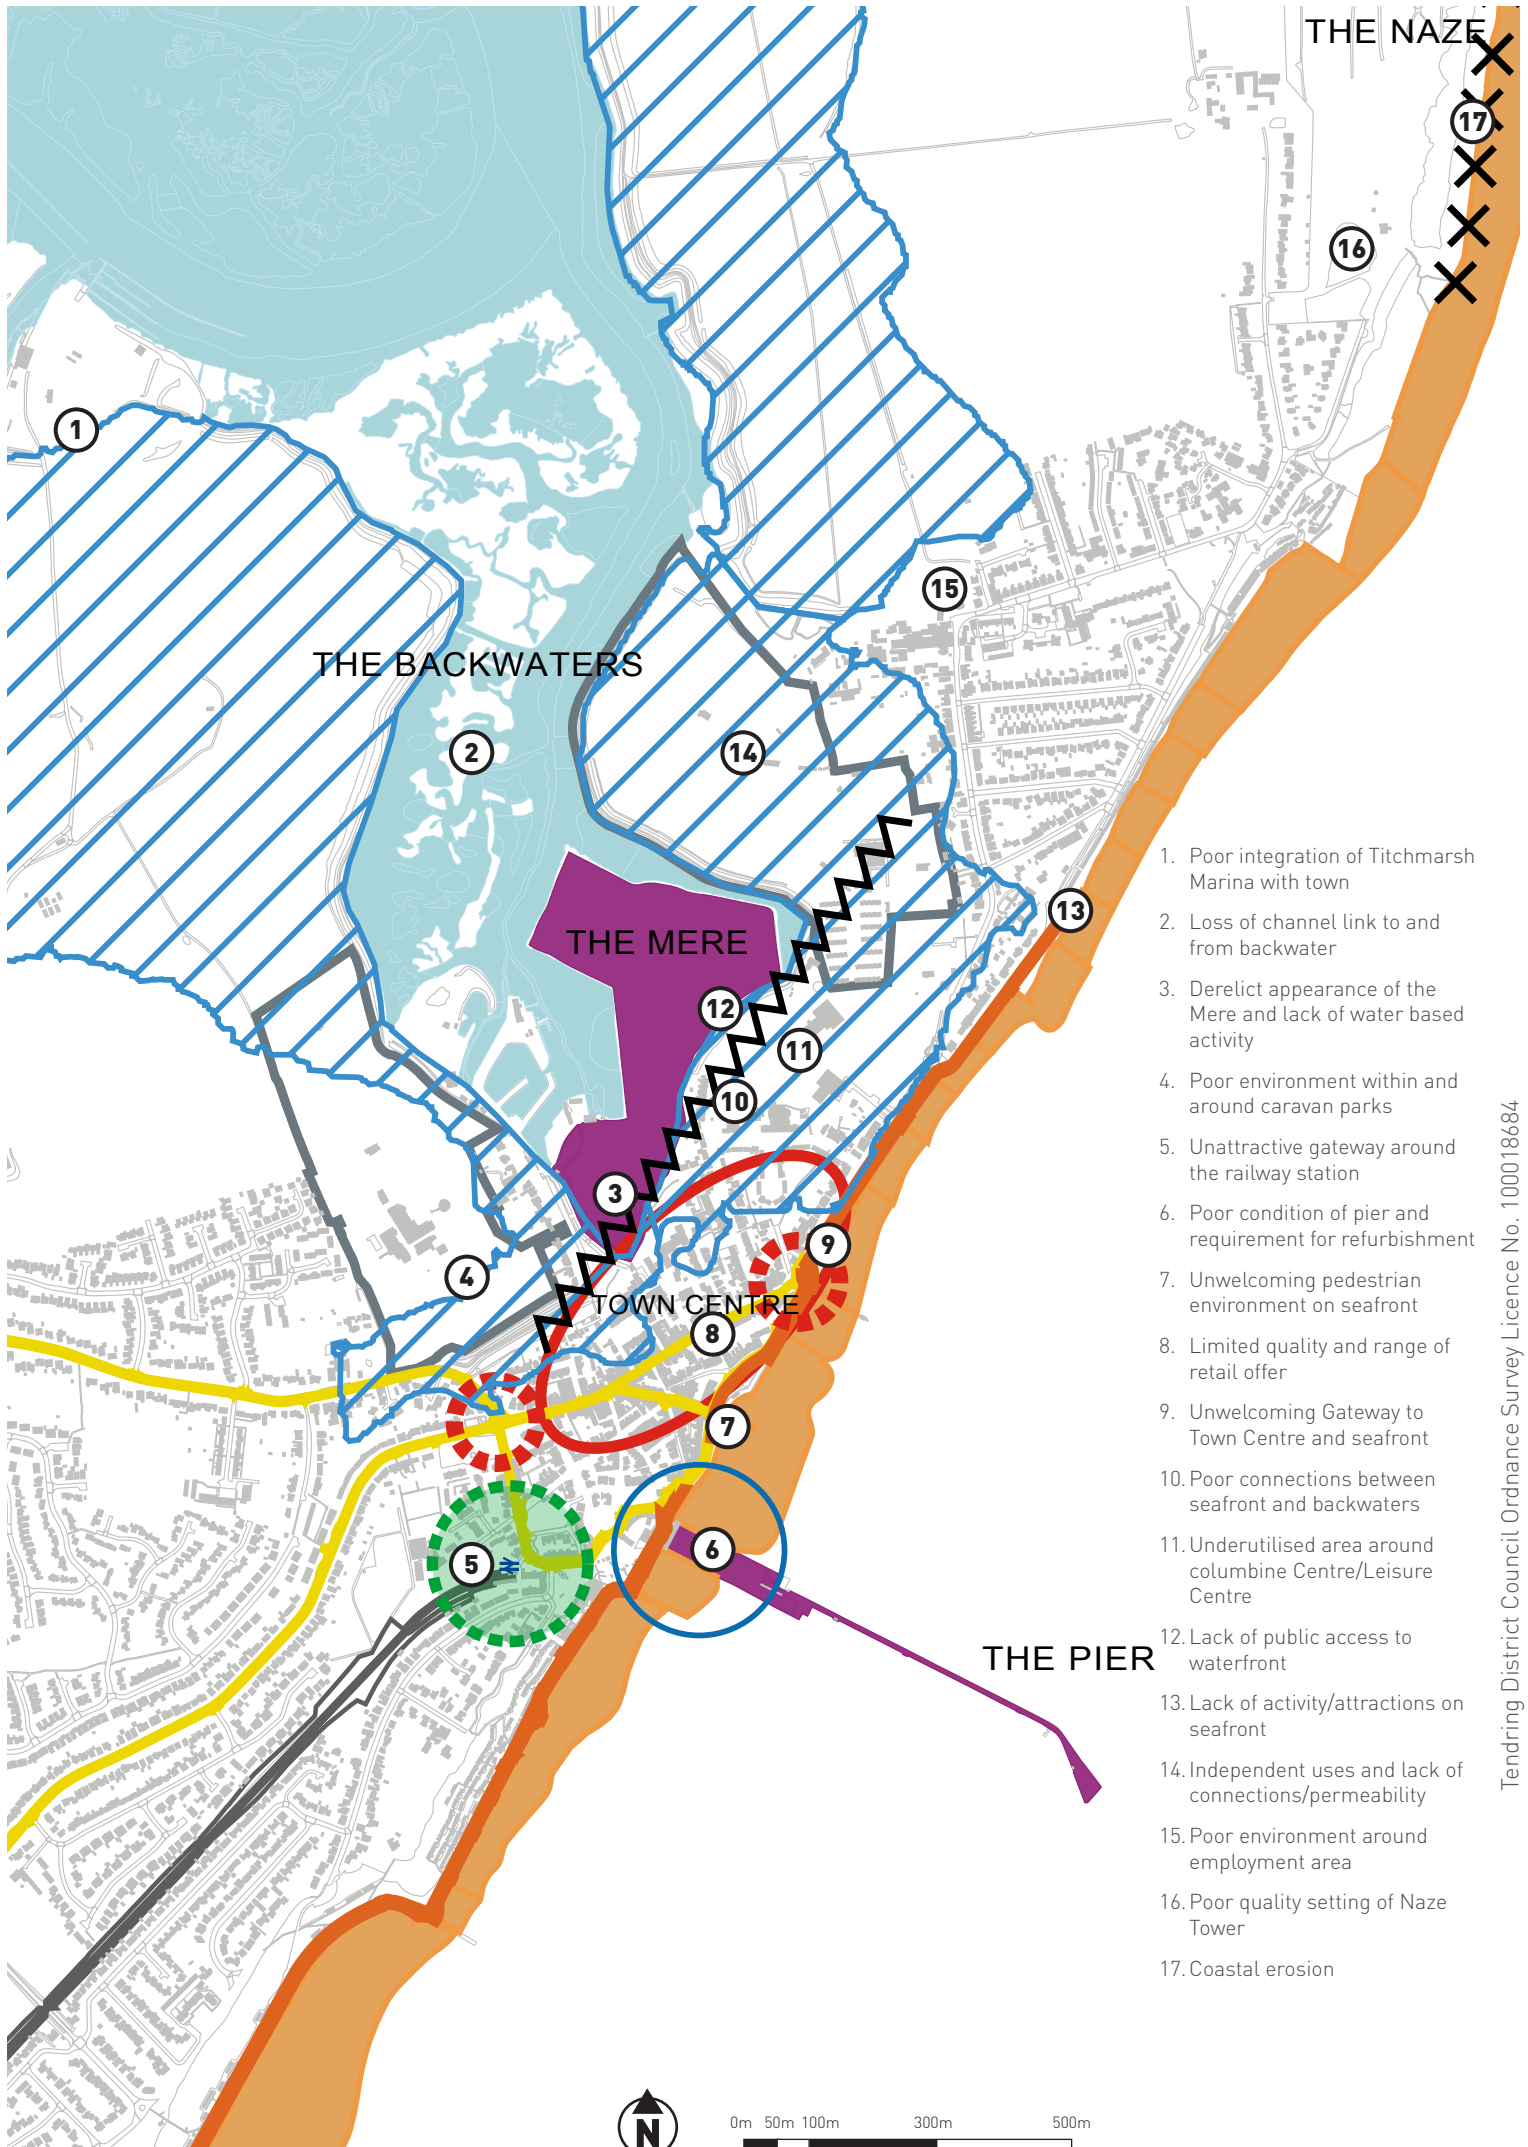 THE NAZE
17
16
1
15
THE BACKWATERS
2
14
13
THE MERE
12
11
10
3
9
4
TOWN CENTRE
8
7
6
5
THE PIER
1. Poor integration of Titchmarsh
Marina with town
2. Loss of channel link to and
from backwater
3. Derelict appearance of the
Mere and lack of water based
activity
4. Poor environment within and
around caravan parks
5. Unattractive gateway around
the railway station
6. Poor condition of pier and
requirement for refurbishment
7. Unwelcoming pedestrian
environment on seafront
8. Limited quality and range of
retail offer
9. Unwelcoming Gateway to
Town Centre and seafront
10. Poor connections between
seafront and backwaters
11. Underutilised area around
columbine Centre/Leisure
Centre
12. Lack of public access to
waterfront
13. Lack of activity/attractions on
seafront
14. Independent uses and lack of
connections/permeability
15. Poor environment around
employment area
16. Poor quality setting of Naze
Tower
17. Coastal erosion
Tendring District Council Ordnance Survey Licence No. 100018684
N
0m 50m 100m 300m 500m